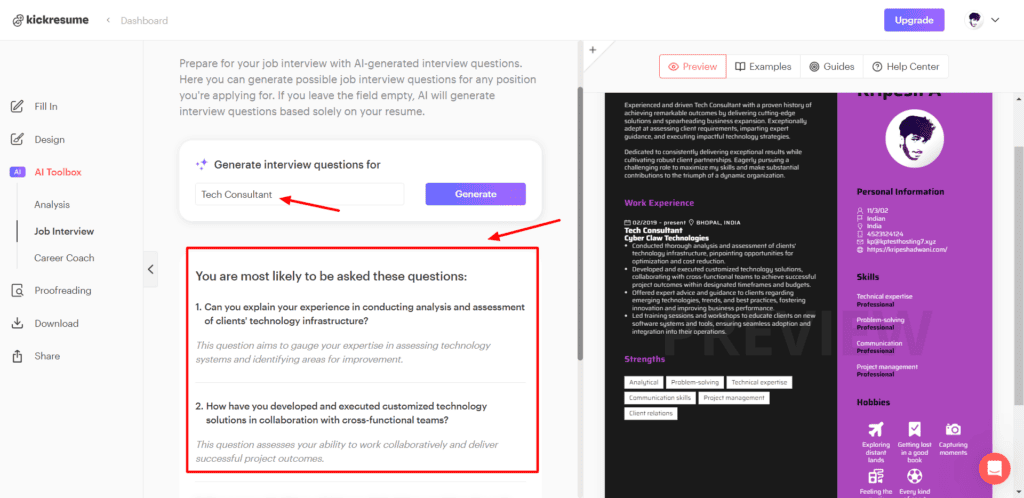 kickresume
Dashboard
Upgrade
Fill In
Design
AI
AI Toolbox
Analysis
Job Interview
Career Coach
Proofreading
Download
Share
Prepare for your job interview with AI-generated interview questions.
Here you can generate possible job interview questions for any position
you're applying for. If you leave the field empty, AI will generate
interview questions based solely on your resume.
Generate interview questions for
Tech Consultant
Generate
You are most likely to be asked these questions:
1. Can you explain your experience in conducting analysis and assessment
of clients' technology infrastructure?
This question aims to gauge your expertise in assessing technology
systems and identifying areas for improvement.
2. How have you developed and executed customized technology
solutions in collaboration with cross-functional teams?
This question assesses your ability to work collaboratively and deliver
successful project outcomes.
+
Preview
Examples
Guides
Help Center
Experienced and driven Tech Consultant with a proven history of
achieving remarkable outcomes by delivering cutting-edge
solutions and spearheading business expansion. Exceptionally
adept at assessing client requirements, imparting expert
guidance, and executing impactful technology strategies.
Dedicated to consistently delivering exceptional results while
cultivating robust client partnerships. Eagerly pursuing a
challenging role to maximize my skills and make substantial
contributions to the triumph of a dynamic organization.
Work Experience
02/2019 - present BHOPAL, INDIA
Tech Consultant
Cyber Claw Technologies
• Conducted thorough analysis and assessment of clients'
technology infrastructure, pinpointing opportunities for
optimization and cost reduction.
• Developed and executed customized technology solutions,
collaborating with cross-functional teams to achieve successful
project outcomes within designated timeframes and budgets.
• Offered expert advice and guidance to clients regarding
emerging technologies, trends, and best practices, fostering
innovation and improving business performance.
• Led training sessions and workshops to educate clients on new
software systems and tools, ensuring seamless adoption and
integration into their operations.
Strengths
Analytical
Problem-solving
Technical expertise
Communication skills
Project management
Client relations
PREVIEW
Kripesh A
Personal Information
11/3/02
Indian
India
4523124124
kp@kptesthosting7.xyz
https://kripeshadwani.com/
Skills
Technical expertise
Professional
Problem-solving
Professional
Communication
Professional
Project management
Professional
Hobbies
Exploring
distant
lands
Getting lost
in a good
book
Capturing
moments
Feeling the
Every kind